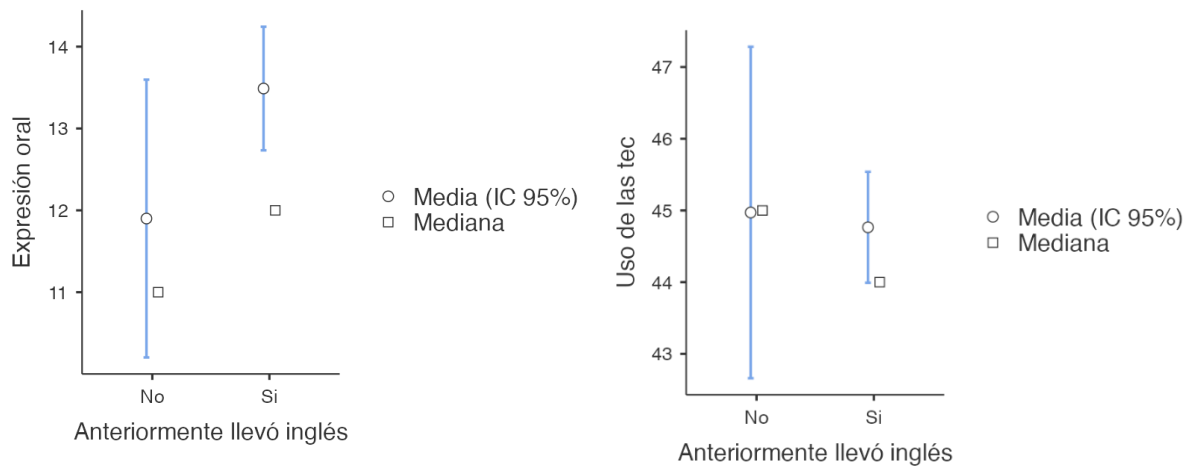 14
13
12
11
Expresión oral
No
Si
Anteriormente llevó inglés
Media (IC 95%)
Mediana
47
46
45
44
43
Uso de las tec
No
Si
Anteriormente llevó inglés
Media (IC 95%)
Mediana